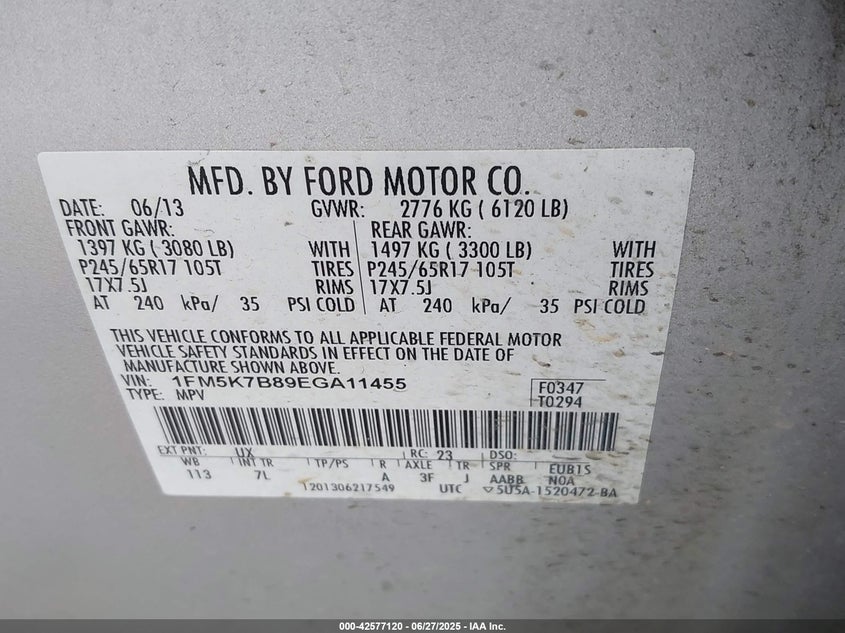 MFD. BY FORD MOTOR CO.
DATE: 06/13 GVWR: 2776 KG ( 6120 LB)
FRONT GAWR: REAR GAWR:
1397 KG ( 3080 LB) WITH 1497 KG ( 3300 LB) WITH
P245/65R17 105T TIRES P245/65R17 105T TIRES
17X7.5J RIMS 17X7.5J RIMS
AT 240 kPa/ 35 PSI COLD AT 240 kPa/ 35 PSI COLD
THIS VEHICLE CONFORMS TO ALL APPLICABLE FEDERAL MOTOR
VEHICLE SAFETY STANDARDS IN EFFECT ON THE DATE OF
MANUFACTURE SHOWN ABOVE.
VIN: 1FM5K7B89EGA11455 F0347
TYPE: MPV T0294
EXT PNT: UX RC: 23 DSO:
WB INT TR TP/PS R AXLE TR SPR EUB1S
113 7L A 3F J AABB N0A
1201306217549 UTC 5U5A-1520472-BA
000-42577120 - 06/27/2025 - IAA Inc.